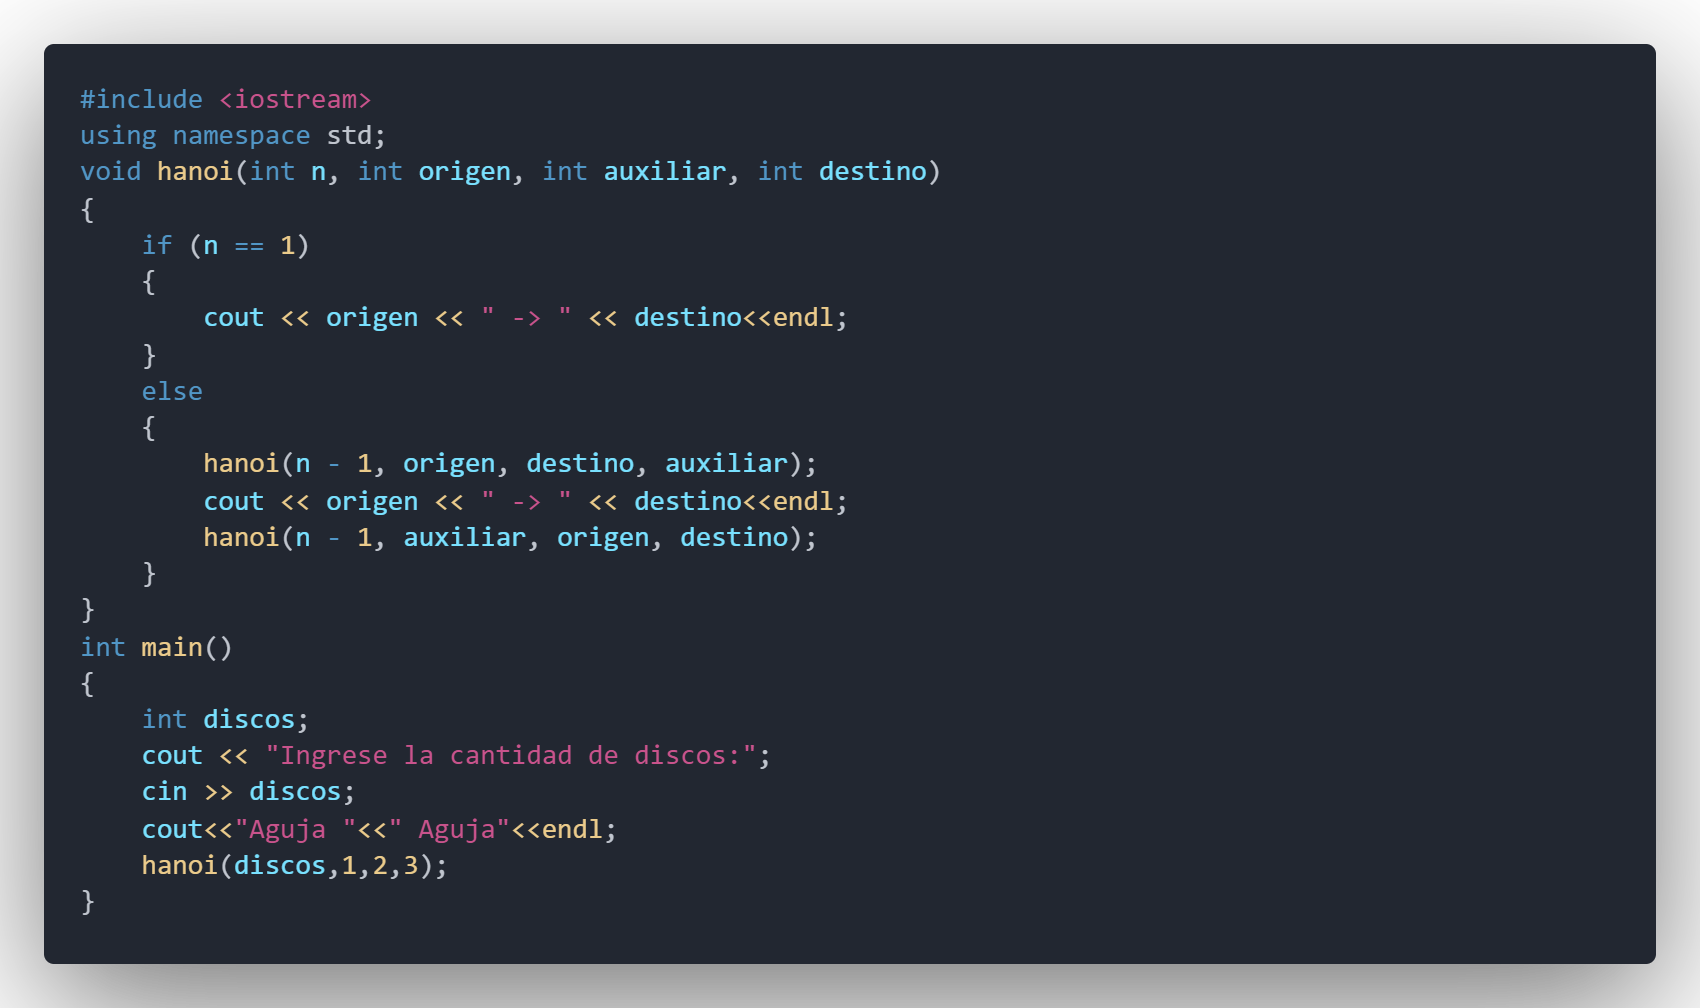 #include <iostream>
using namespace std;
void hanoi(int n, int origen, int auxiliar, int destino)
{
    if (n == 1)
    {
        cout << origen << " -> " << destino<<endl;
    }
    else
    {
        hanoi(n - 1, origen, destino, auxiliar);
        cout << origen << " -> " << destino<<endl;
        hanoi(n - 1, auxiliar, origen, destino);
    }
}
int main()
{
    int discos;
    cout << "Ingrese la cantidad de discos:";
    cin >> discos;
    cout<<"Aguja "<<" Aguja"<<endl;
    hanoi(discos,1,2,3);
}